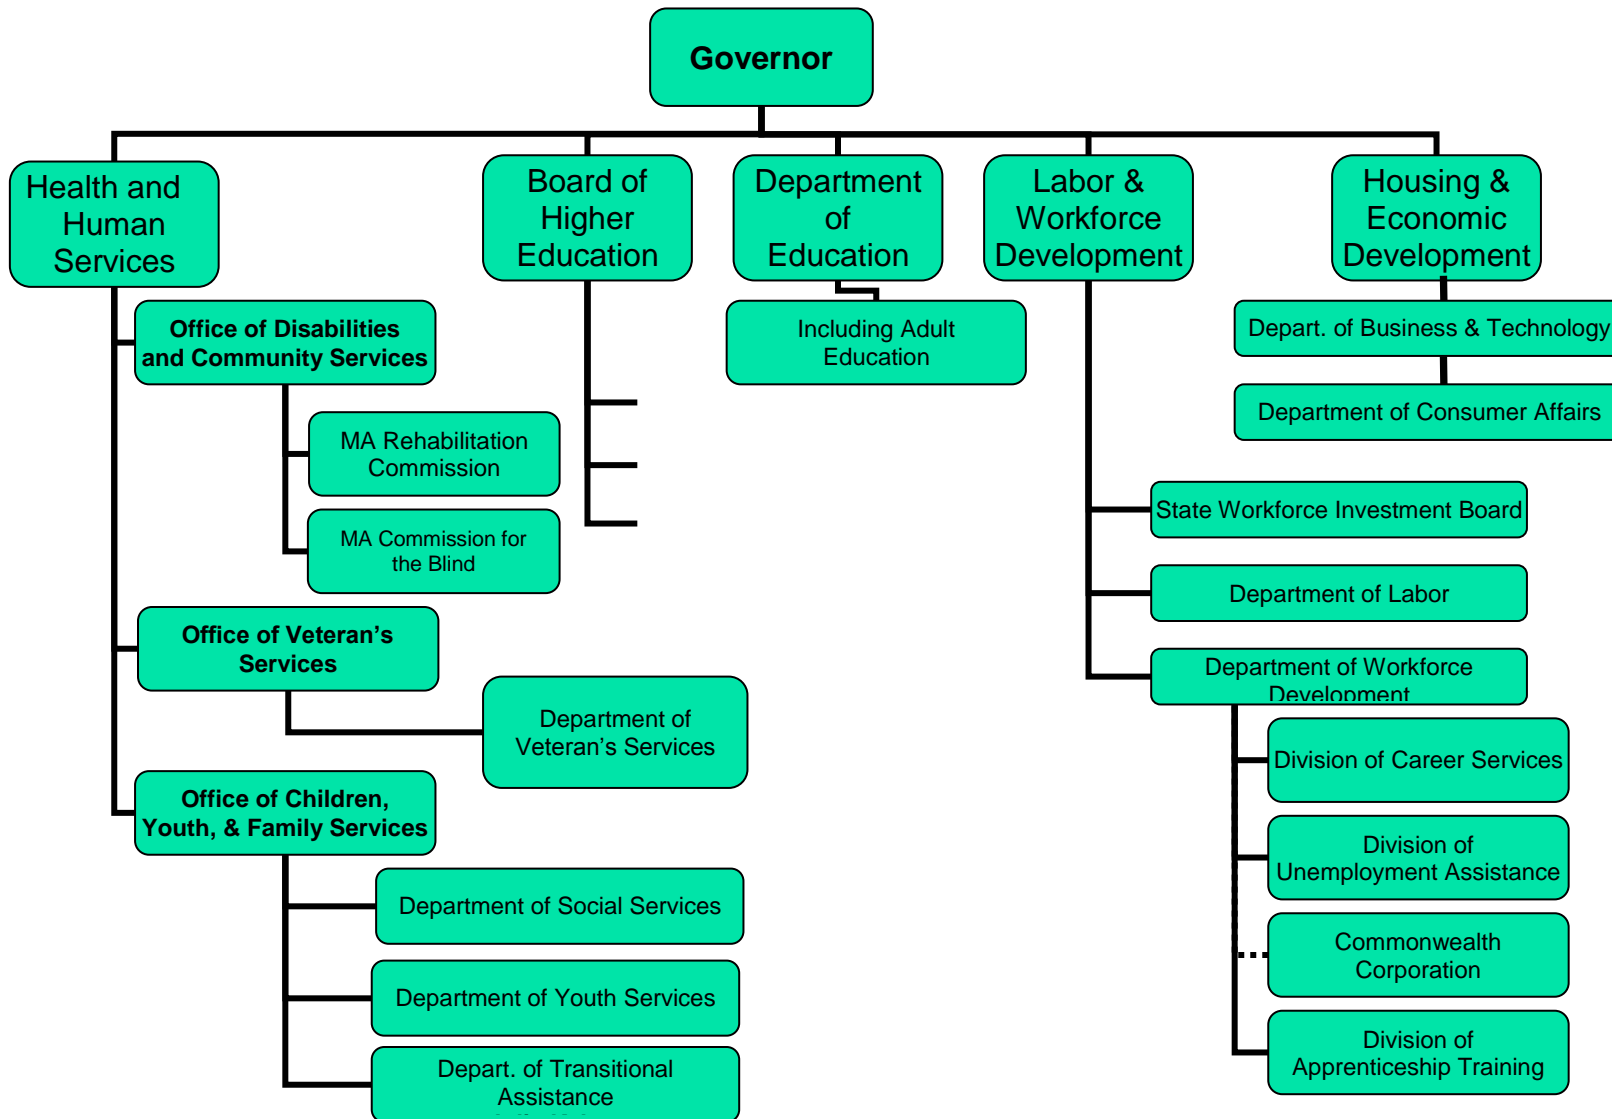 Governor
Health and
Human
Services
Board of
Higher
Education
Department
of
Education
Labor &
Workforce
Development
Housing &
Economic
Development
Office of Disabilities
and Community Services
MA Rehabilitation
Commission
MA Commission for
the Blind
Office of Veteran’s
Services
Department of
Veteran’s Services
Office of Children,
Youth, & Family Services
Department of Social Services
Department of Youth Services
Depart. of Transitional
Assistance
Including Adult
Education
State Workforce Investment Board
Department of Labor
Department of Workforce
Development
Division of Career Services
Division of
Unemployment Assistance
Commonwealth
Corporation
Division of
Apprenticeship Training
Depart. of Business & Technology
Department of Consumer Affairs